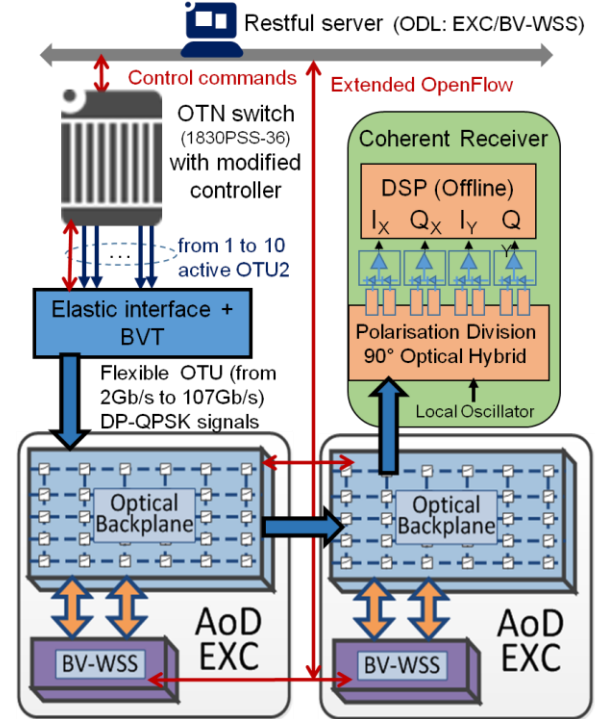 Restful server (ODL: EXC/BV-WSS)
Control commands
Extended OpenFlow
OTN switch
(1830PSS-36)
with modified
controller
from 1 to 10
active OTU2
...
Elastic interface +
BVT
Flexible OTU (from
2Gb/s to 107Gb/s)
DP-QPSK signals
Coherent Receiver
DSP (Offline)
IX QX IY Q
Y
Polarisation Division
90° Optical Hybrid
Local Oscillator
Optical
Backplane
AoD
EXC
BV-WSS
Optical
Backplane
AoD
EXC
BV-WSS